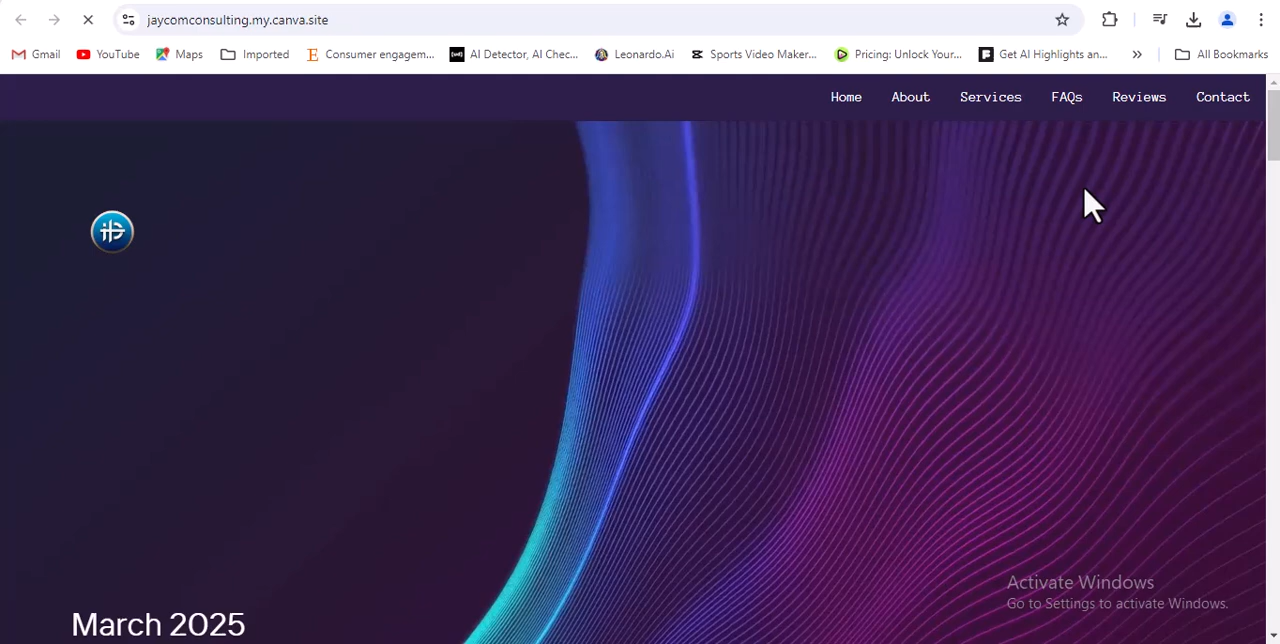 jaycomconsulting.my.canva.site
Gmail YouTube Maps Imported Consumer engagem... AI Detector, AI Chec... Leonardo.Ai Sports Video Maker... Pricing: Unlock Your... Get AI Highlights an... » All Bookmarks
Home About Services FAQs Reviews Contact
March 2025
Activate Windows
Go to Settings to activate Windows.